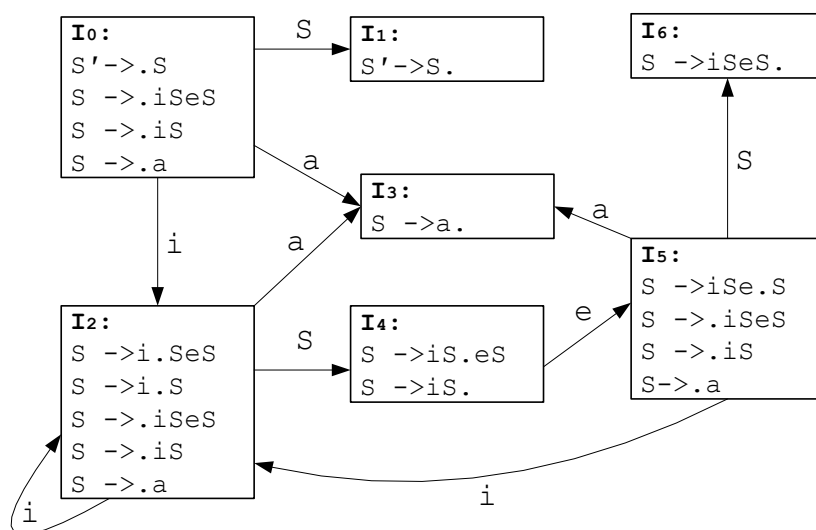 I0:
S'->.S
S ->.iSeS
S ->.iS
S ->.a
S
I1:
S'->S.
I6:
S ->iSeS.
a
I3:
S ->a.
S
i
a
a
I5:
S ->iSe.S
S ->.iSeS
S ->.iS
S->.a
I2:
S ->i.SeS
S ->i.S
S ->.iSeS
S ->.iS
S ->.a
S
I4:
S ->iS.eS
S ->iS.
e
i
i